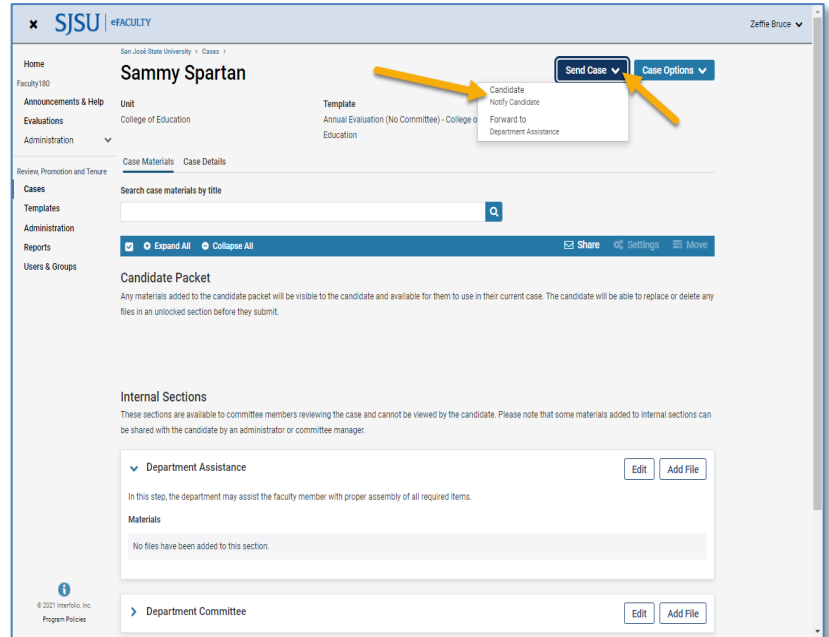 SJSU | eFACULTY
Zeffie Bruce
San José State University > Cases >
Sammy Spartan
Send Case
Case Options
Candidate
Notify Candidate
Forward to
Department Assistance
Home
Faculty180
Announcements & Help
Evaluations
Administration
Review, Promotion and Tenure
Cases
Templates
Administration
Reports
Users & Groups
Unit
College of Education
Template
Annual Evaluation (No Committee) - College o
Education
Case Materials Case Details
Search case materials by title
Expand All Collapse All Share Settings Move
Candidate Packet
Any materials added to the candidate packet will be visible to the candidate and available for them to use in their current case. The candidate will be able to replace or delete any
files in an unlocked section before they submit.
Internal Sections
These sections are available to committee members reviewing the case and cannot be viewed by the candidate. Please note that some materials added to internal sections can
be shared with the candidate by an administrator or committee manager.
Department Assistance
Edit
Add File
In this step, the department may assist the faculty member with proper assembly of all required items.
Materials
No files have been added to this section.
Department Committee
Edit
Add File
© 2021 Interfolio, Inc.
Program Policies